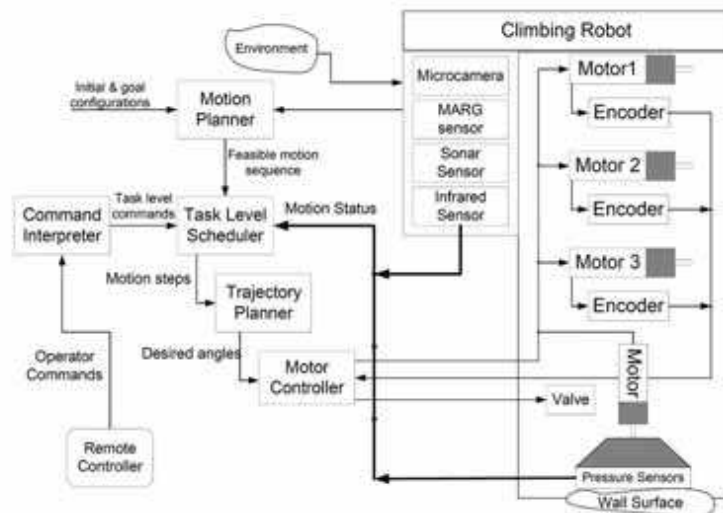 Climbing Robot
Environment
Microcamera
MARG
sensor
Sonar
Sensor
Infrared
Sensor
Motor1
Encoder
Motor 2
Encoder
Motor 3
Encoder
Initial & goal
configurations
Motion
Planner
Feasible motion
sequence
Task level
commands
Motion Status
Command
Interpreter
Task Level
Scheduler
Motion steps
Trajectory
Planner
Operator
Commands
Desired angles
Motor
Controller
Motor
Valve
Remote
Controller
Pressure Sensors
Wall Surface